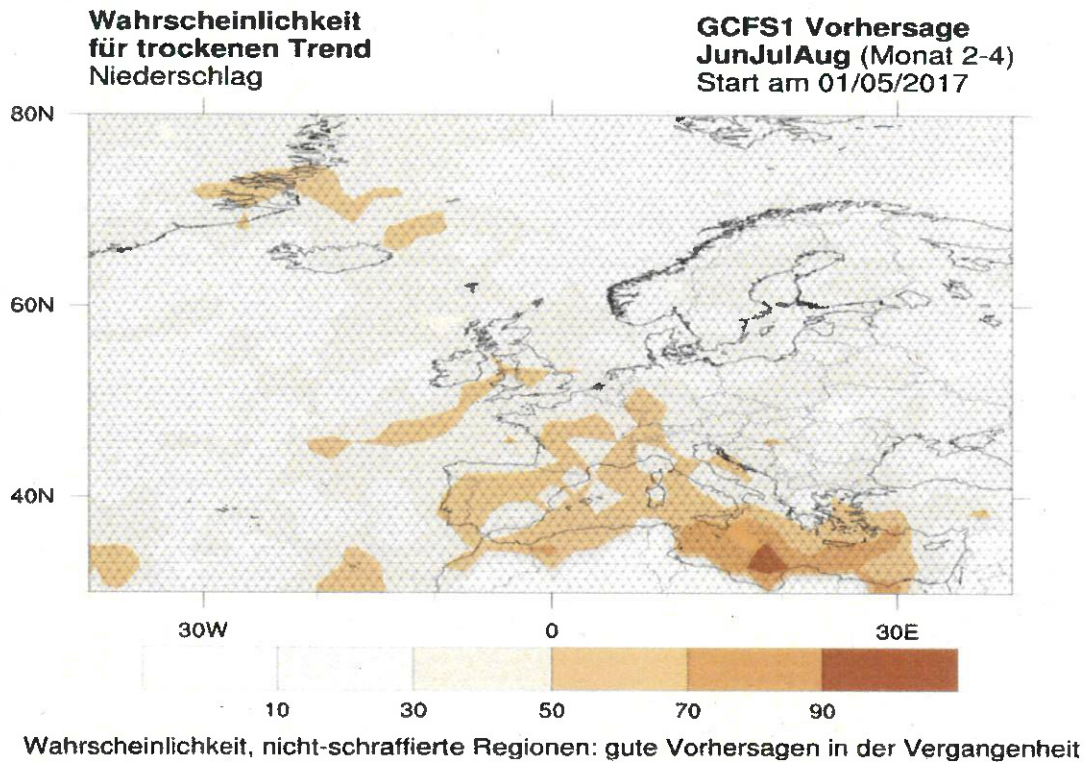 Wahrscheinlichkeit
für trockenen Trend
Niederschlag
GCFS1 Vorhersage
JunJulAug (Monat 2-4)
Start am 01/05/2017
80N
60N
40N
30W 0 30E
10 30 50 70 90
Wahrscheinlichkeit, nicht-schraffierte Regionen: gute Vorhersagen in der Vergangenheit